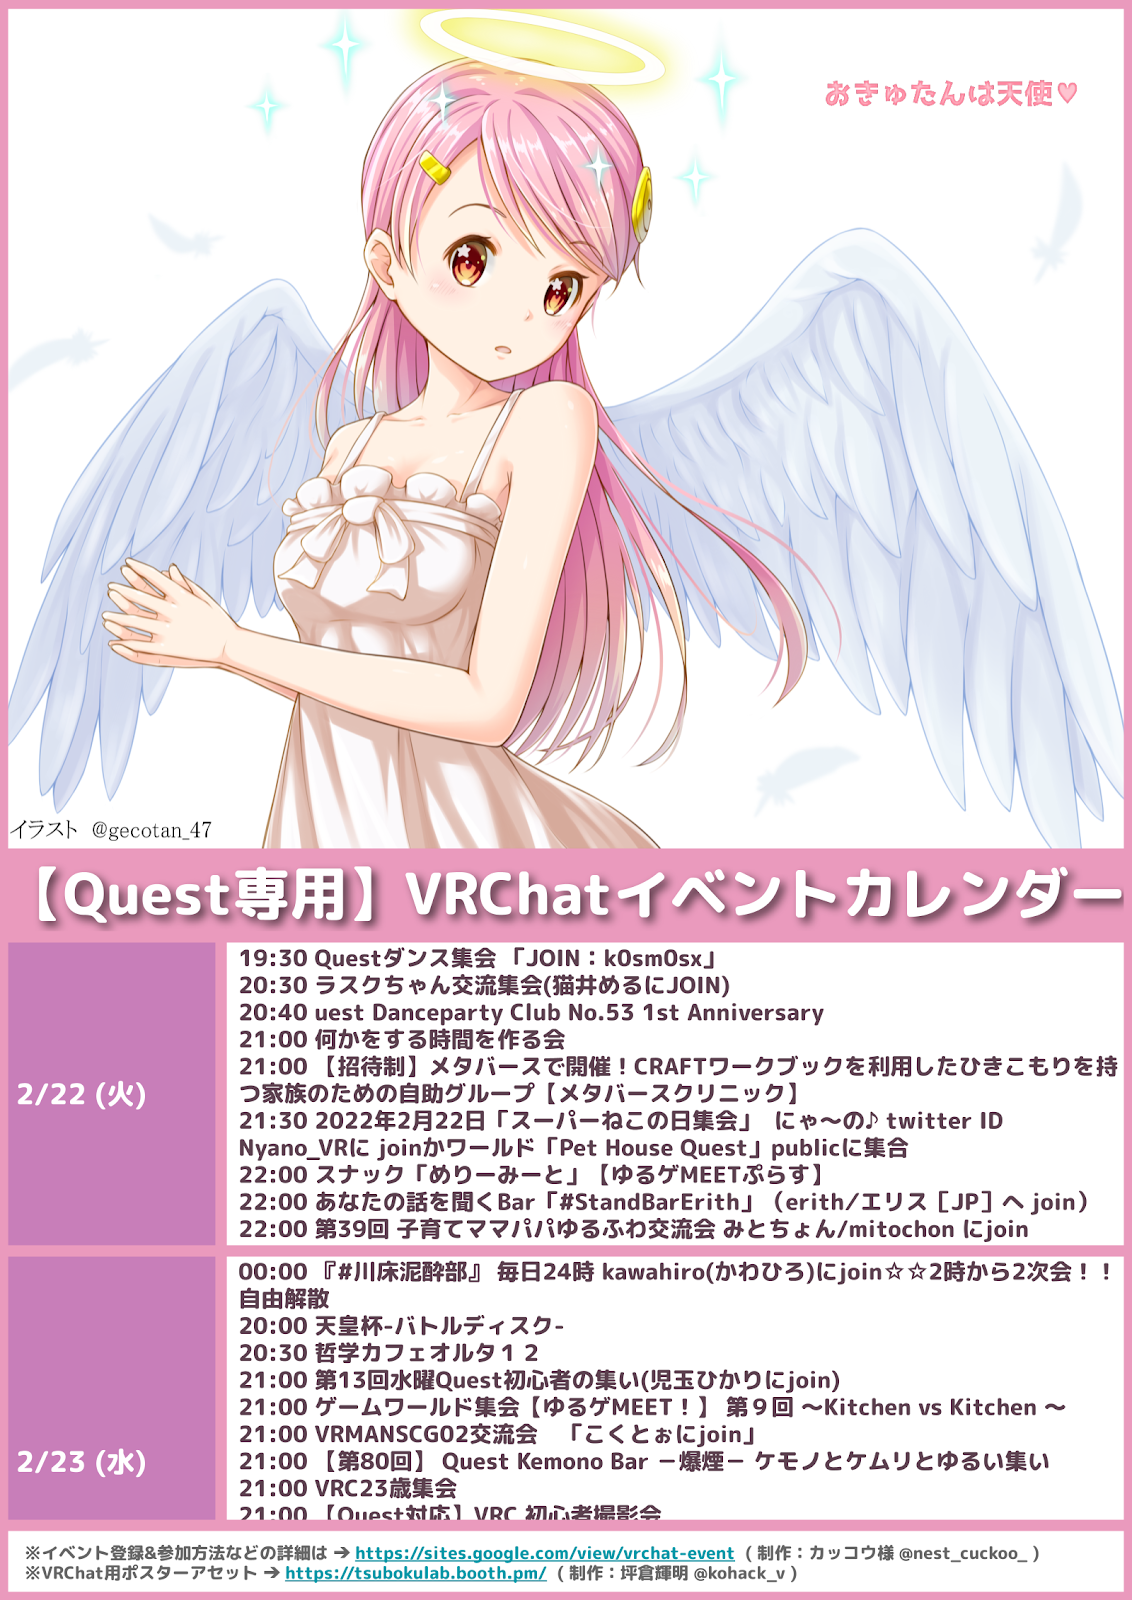 おきゅたんは天使♥
イラスト @gecotan_47
【Quest専用】VRChatイベントカレンダー
2/22 (火)
19:30 Questダンス集会 「JOIN：k0sm0sx」
20:30 ラスクちゃん交流集会(猫井めるにJOIN)
20:40 uest Danceparty Club No.53 1st Anniversary
21:00 何かをする時間を作る会
21:00 【招待制】メタバースで開催！CRAFTワークブックを利用したひきこもりを持
つ家族のための自助グループ【メタバースクリニック】
21:30 2022年2月22日「スーパーねこの日集会」 にゃ～の♪ twitter ID
Nyano_VRに joinかワールド「Pet House Quest」publicに集合
22:00 スナック「めりーみーと」【ゆるゲMEETぷらす】
22:00 あなたの話を聞くBar「#StandBarErith」（erith/エリス［JP］へ join）
22:00 第39回 子育てママパパゆるふわ交流会 みとちょん/mitochon にjoin
2/23 (水)
00:00 『#川床泥酔部』 毎日24時 kawahiro(かわひろ)にjoin☆☆2時から2次会！！
自由解散
20:00 天皇杯-バトルディスク-
20:30 哲学カフェオルタ１２
21:00 第13回水曜Quest初心者の集い(児玉ひかりにjoin)
21:00 ゲームワールド集会【ゆるゲMEET！】 第９回 ～Kitchen vs Kitchen ～
21:00 VRMANSCG02交流会 「こくとぉにjoin」
21:00 【第80回】 Quest Kemono Bar －爆煙－ ケモノとケムリとゆるい集い
21:00 VRC23歳集会
21:00 【Quest対応】VRC 初心者撮影会
※イベント登録&参加方法などの詳細は ➔ https://sites.google.com/view/vrchat-event ( 制作：カッコウ様 @nest_cuckoo_ )
※VRChat用ポスターアセット ➔ https://tsubokulab.booth.pm/ ( 制作：坪倉輝明 @kohack_v )